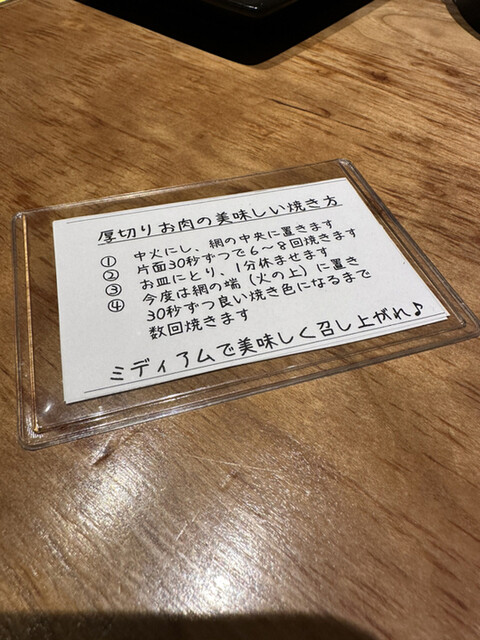 厚切りお肉の美味しい焼き方
① 中火にし、網の中央に置きます
② 片面30秒ずつで6〜8回焼きます
③ お皿にとり、1分休ませます
④ 今度は網の端（火の上）に置き
30秒ずつ良い焼き色になるまで
数回焼きます
ミディアムで美味しく召し上がれ♪